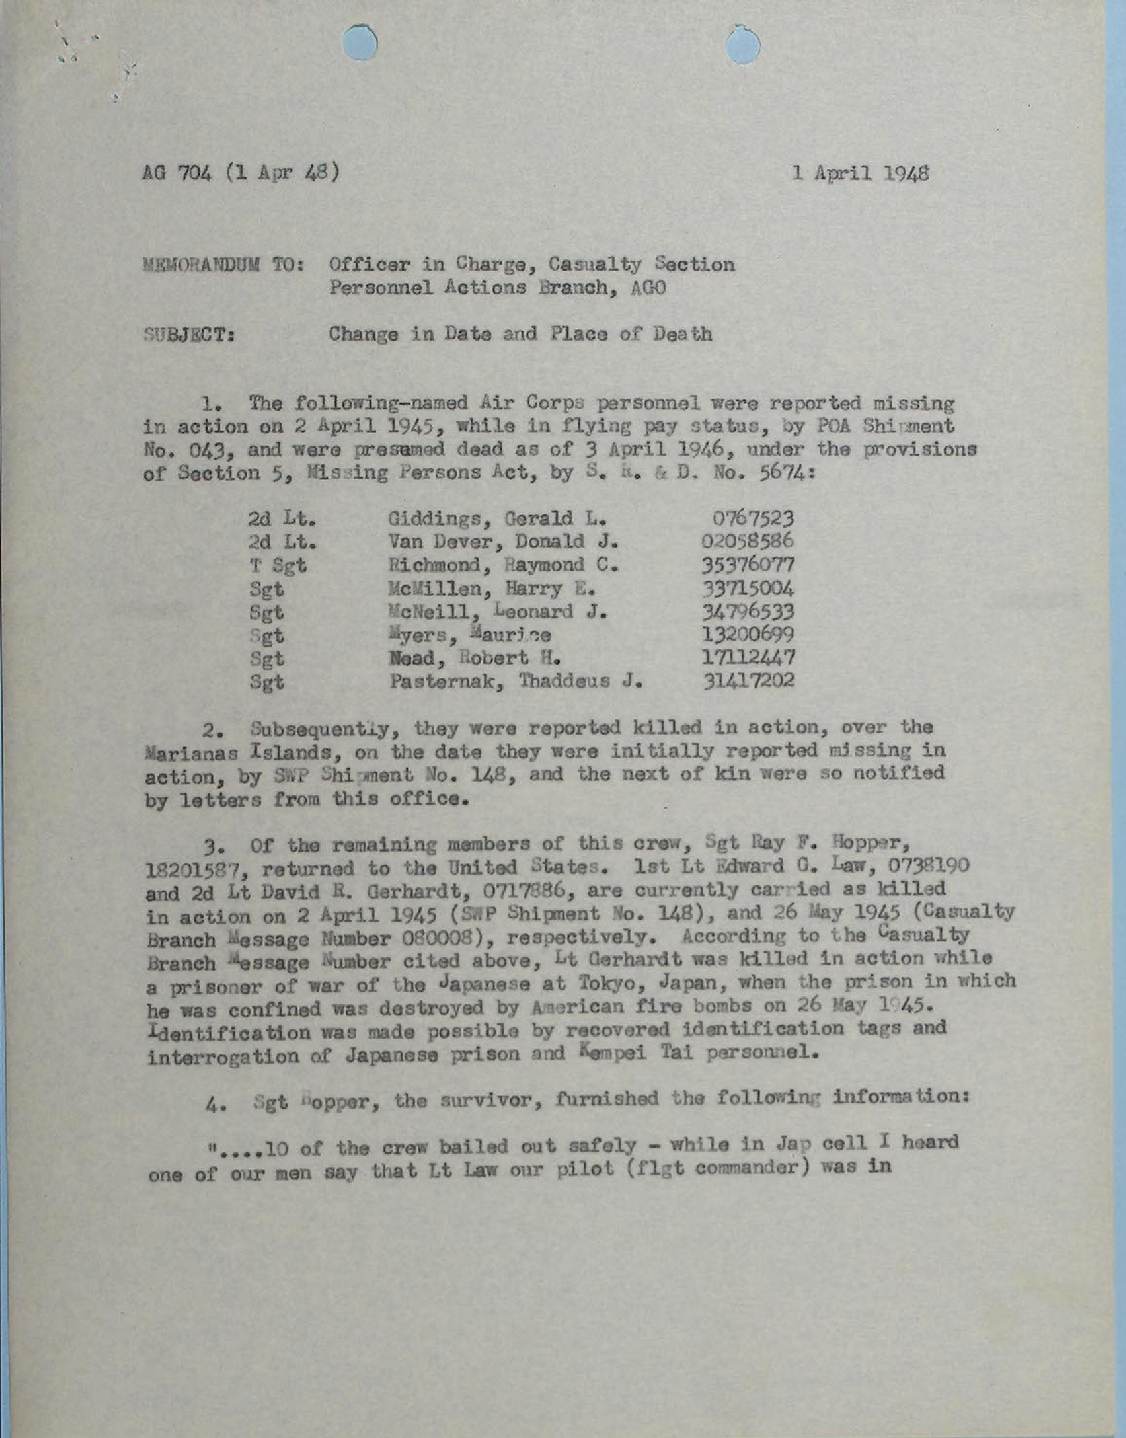 AG 704 (1 Apr 48) 1 April 1948
MEMORANDUM TO: Officer in Charge, Casualty Section
Personnel Actions Branch, AGO
SUBJECT: Change in Date and Place of Death
1. The following-named Air Corps personnel were reported missing
in action on 2 April 1945, while in flying pay status, by POA Shipment
No. 043, and were presumed dead as of 3 April 1946, under the provisions
of Section 5, Missing Persons Act, by S. R. & D. No. 5674:
2d Lt. Giddings, Gerald L. 0767523
2d Lt. Van Dever, Donald J. 02058586
T Sgt Richmond, Raymond C. 35376077
Sgt McMillen, Harry E. 33715004
Sgt McNeill, Leonard J. 34796533
Sgt Myers, Maurice 13200699
Sgt Nead, Robert H. 17112447
Sgt Pasternak, Thaddeus J. 31417202
2. Subsequently, they were reported killed in action, over the
Marianas Islands, on the date they were initially reported missing in
action, by SWP Shipment No. 148, and the next of kin were so notified
by letters from this office.
3. Of the remaining members of this crew, Sgt Ray F. Hopper,
18201587, returned to the United States. 1st Lt Edward G. Law, 0738190
and 2d Lt David R. Gerhardt, 0717886, are currently carried as killed
in action on 2 April 1945 (SWP Shipment No. 148), and 26 May 1945 (Casualty
Branch Message Number 080008), respectively. According to the Casualty
Branch Message Number cited above, Lt Gerhardt was killed in action while
a prisoner of war of the Japanese at Tokyo, Japan, when the prison in which
he was confined was destroyed by American fire bombs on 26 May 1945.
Identification was made possible by recovered identification tags and
interrogation of Japanese prison and Kempei Tai personnel.
4. Sgt Hopper, the survivor, furnished the following information:
"....10 of the crew bailed out safely - while in Jap cell I heard
one of our men say that Lt Law our pilot (flgt commander) was in